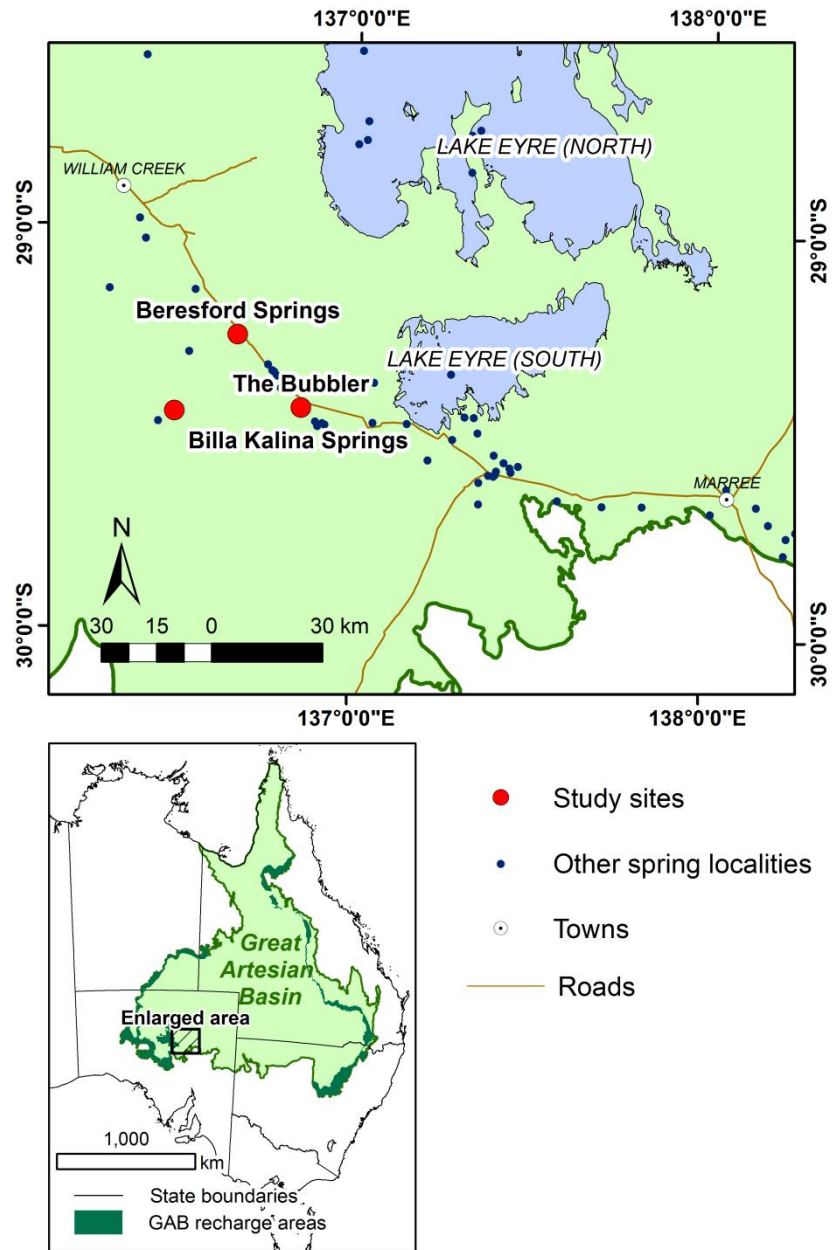 137°0'0"E
138°0'0"E
LAKE EYRE (NORTH)
WILLIAM CREEK
29°0'0"S
29°0'0"S
Beresford Springs
LAKE EYRE (SOUTH)
The Bubbler
Billa Kalina Springs
MARREE
N
30°0'0"S
30°0'0"S
30 15 0 30 km
137°0'0"E
138°0'0"E
Great
Artesian
Basin
Enlarged area
1,000
km
State boundaries
GAB recharge areas
Study sites
Other spring localities
Towns
Roads